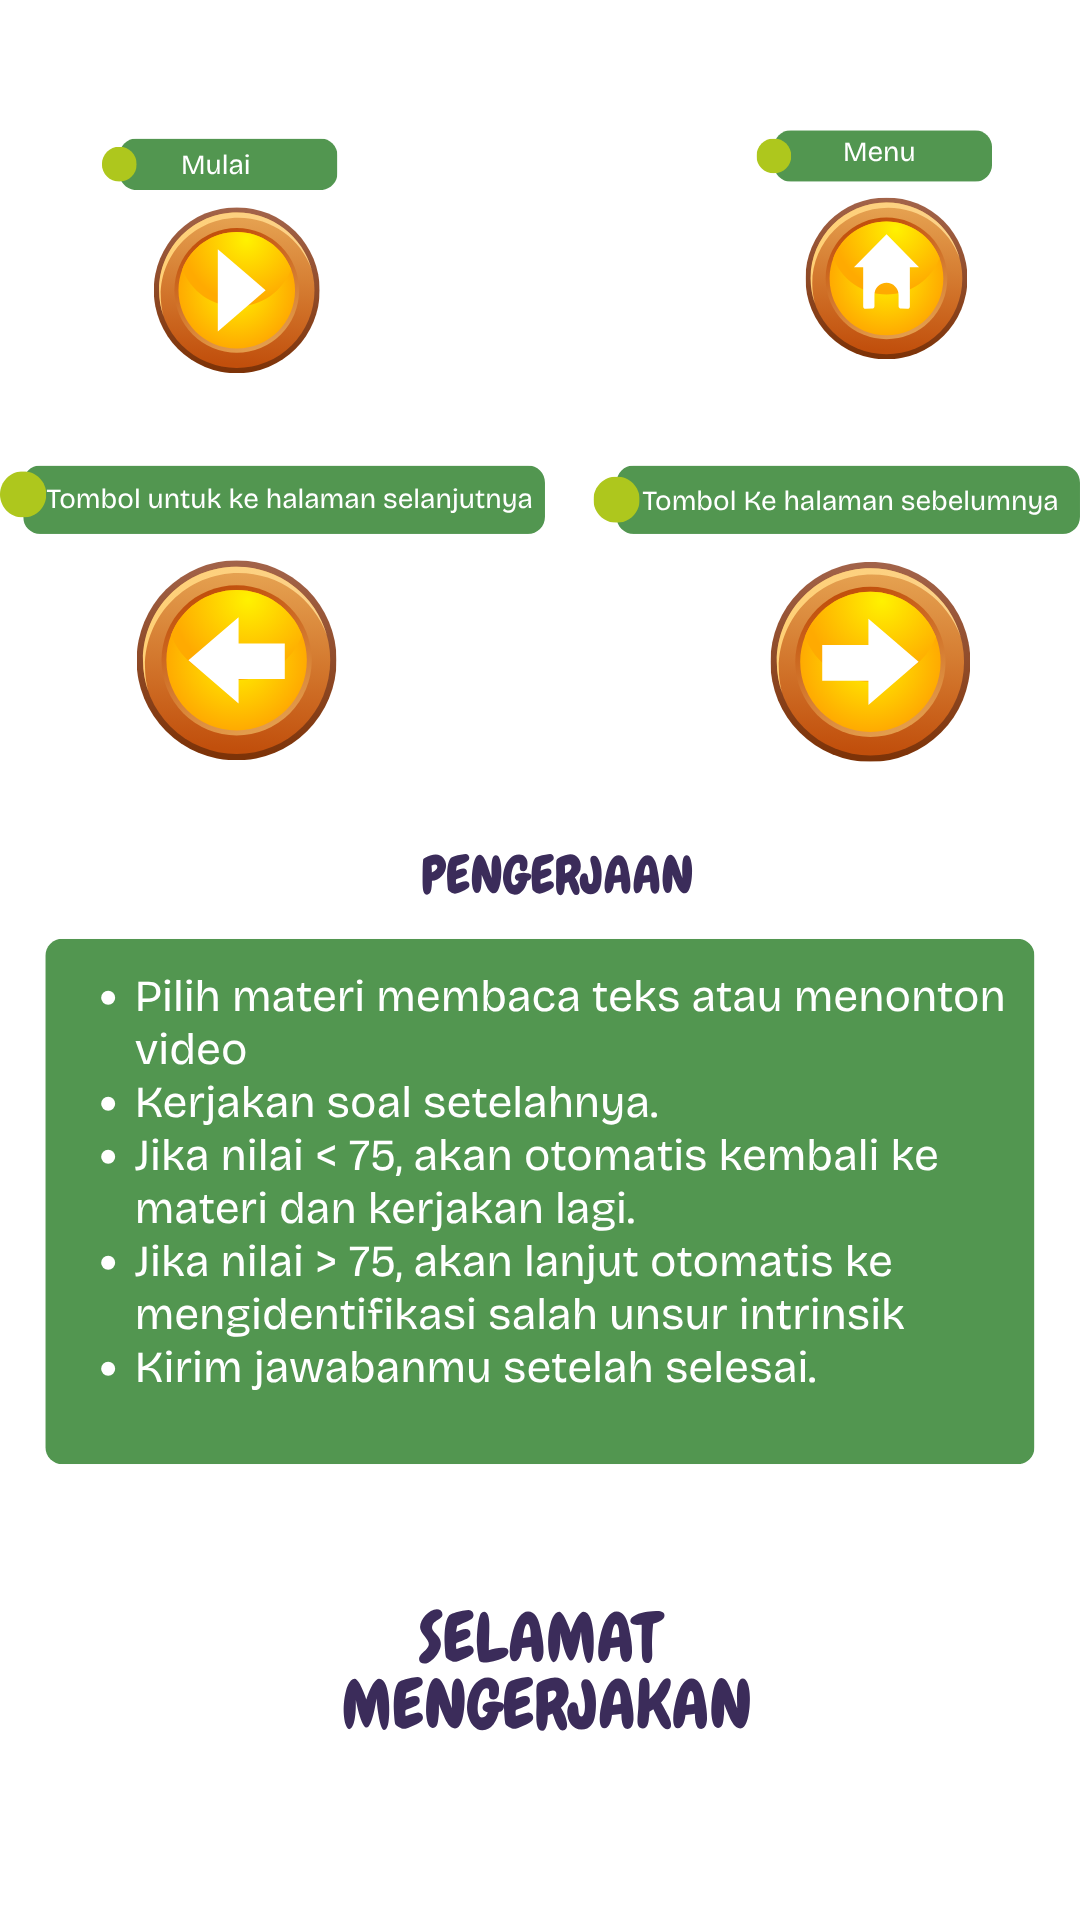 Mulai
Menu
Tombol untuk ke halaman selanjutnya
Tombol Ke halaman sebelumnya
PENGERJAAN
• Pilih materi membaca teks atau menonton
video
• Kerjakan soal setelahnya.
• Jika nilai < 75, akan otomatis kembali ke
materi dan kerjakan lagi.
• Jika nilai > 75, akan lanjut otomatis ke
mengidentifikasi salah unsur intrinsik
• Kirim jawabanmu setelah selesai.
SELAMAT
MENGERJAKAN